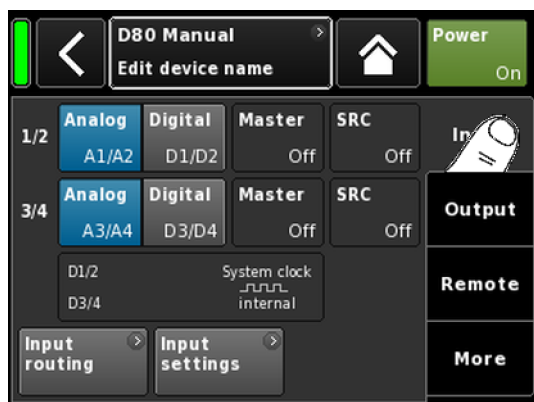 D80 Manual
Edit device name
Power
On
1/2
Analog
A1/A2
Digital
D1/D2
Master
Off
SRC
Off
3/4
Analog
A3/A4
Digital
D3/D4
Master
Off
SRC
Off
Output
D1/2
D3/4
System clock
internal
Remote
Input
routing
Input
settings
More